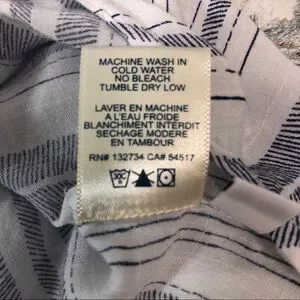 MACHINE WASH IN
COLD WATER
NO BLEACH
TUMBLE DRY LOW
LAVER EN MACHINE
A L'EAU FROIDE
BLANCHIMENT INTERDIT
SECHAGE MODERE
EN TAMBOUR
RN# 132734 CA# 54517
30C